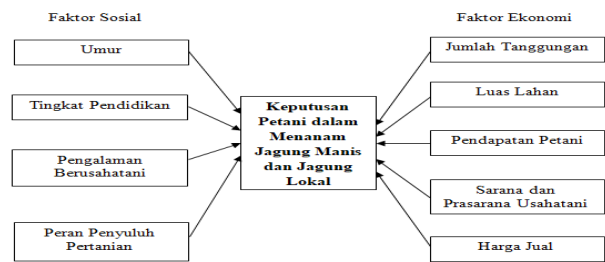 Faktor Sosial
Umur
Tingkat Pendidikan
Pengalaman
Berusahatani
Peran Penyuluh
Pertanian
Keputusan
Petani dalam
Menanam
Jagung Manis
dan Jagung
Lokal
Faktor Ekonomi
Jumlah Tanggungan
Luas Lahan
Pendapatan Petani
Sarana dan
Prasarana Usahatani
Harga Jual